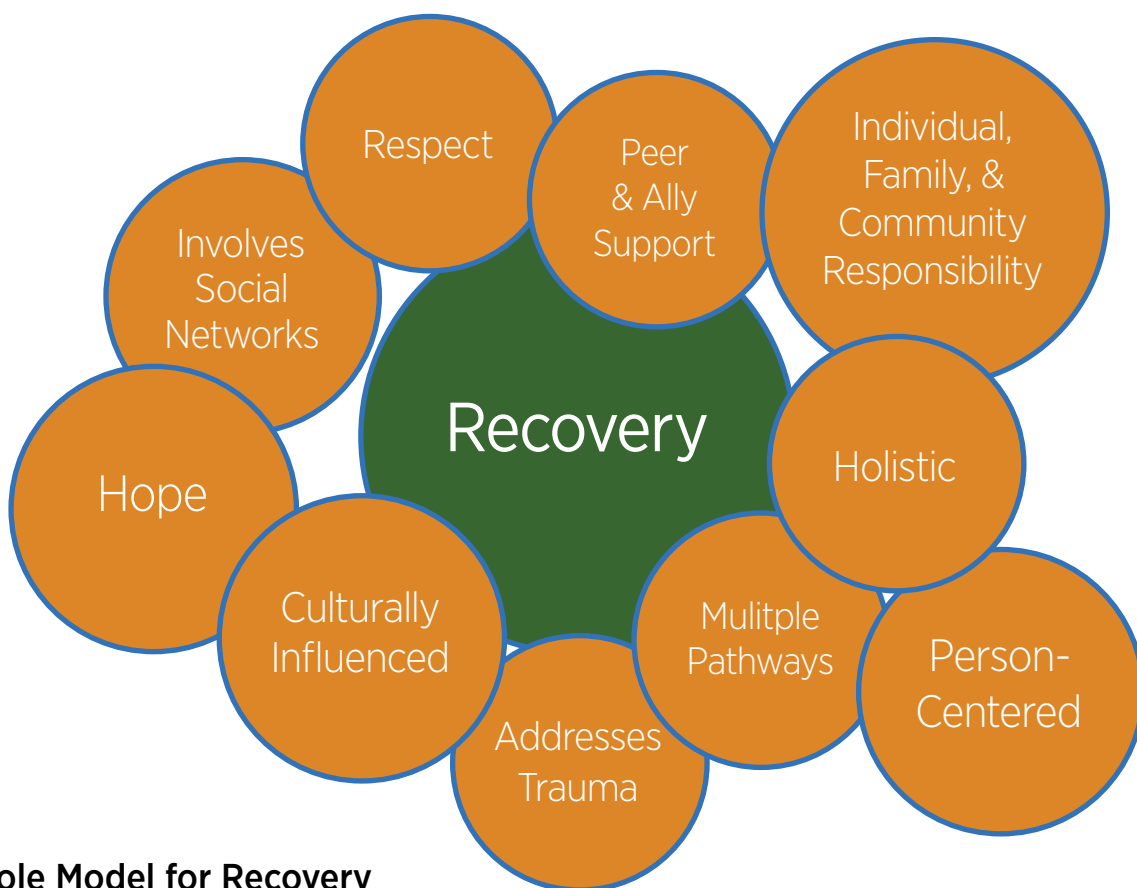 Respect
Peer
& Ally
Support
Individual,
Family, &
Community
Responsibility
Involves
Social
Networks
Recovery
Holistic
Hope
Culturally
Influenced
Mulitple
Pathways
Person-
Centered
Addresses
Trauma
Model for Recovery